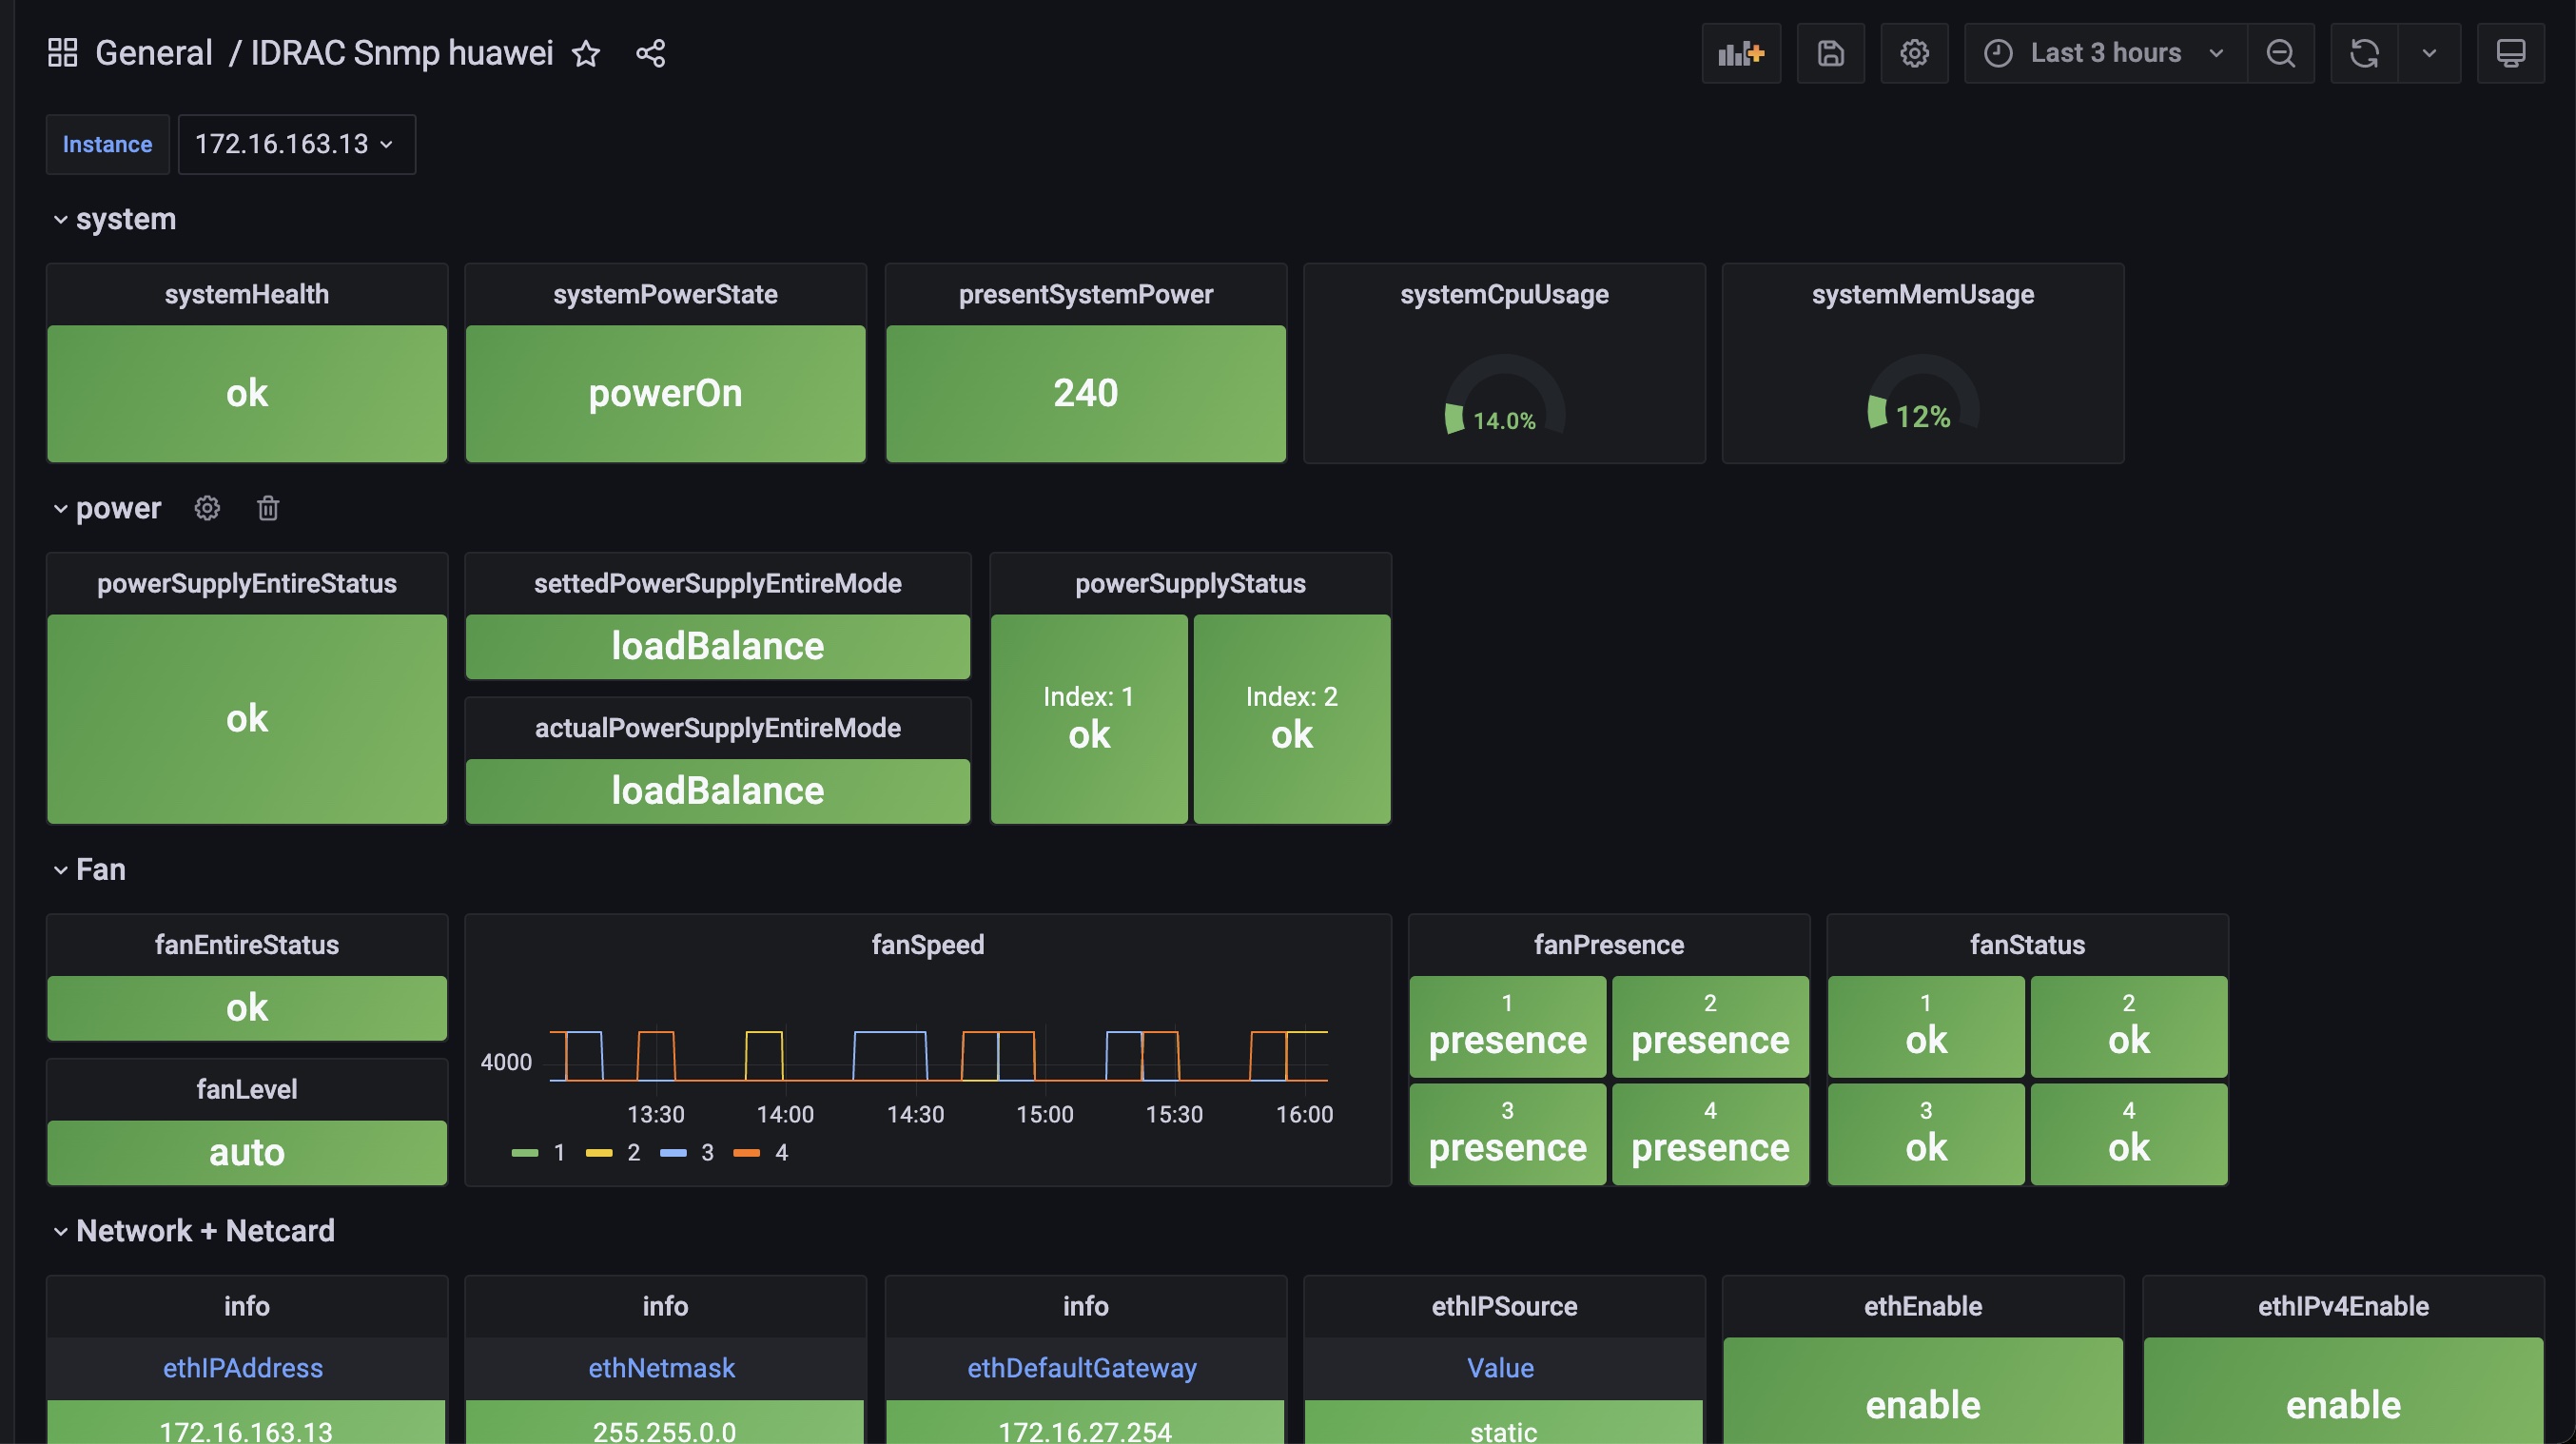 General / IDRAC Snmp huawei
Last 3 hours
Instance 172.16.163.13
system
systemHealth
ok
systemPowerState
powerOn
presentSystemPower
240
systemCpuUsage
14.0%
systemMemUsage
12%
power
powerSupplyEntireStatus
ok
settedPowerSupplyEntireMode
loadBalance
actualPowerSupplyEntireMode
loadBalance
powerSupplyStatus
Index: 1
ok
Index: 2
ok
Fan
fanEntireStatus
ok
fanLevel
auto
fanSpeed
4000
13:30 14:00 14:30 15:00 15:30 16:00
1 2 3 4
fanPresence
1
presence
2
presence
3
presence
4
presence
fanStatus
1
ok
2
ok
3
ok
4
ok
Network + Netcard
info
ethIPAddress
172.16.163.13
info
ethNetmask
255.255.0.0
info
ethDefaultGateway
172.16.27.254
ethIPSource
Value
static
ethEnable
enable
ethIPv4Enable
enable